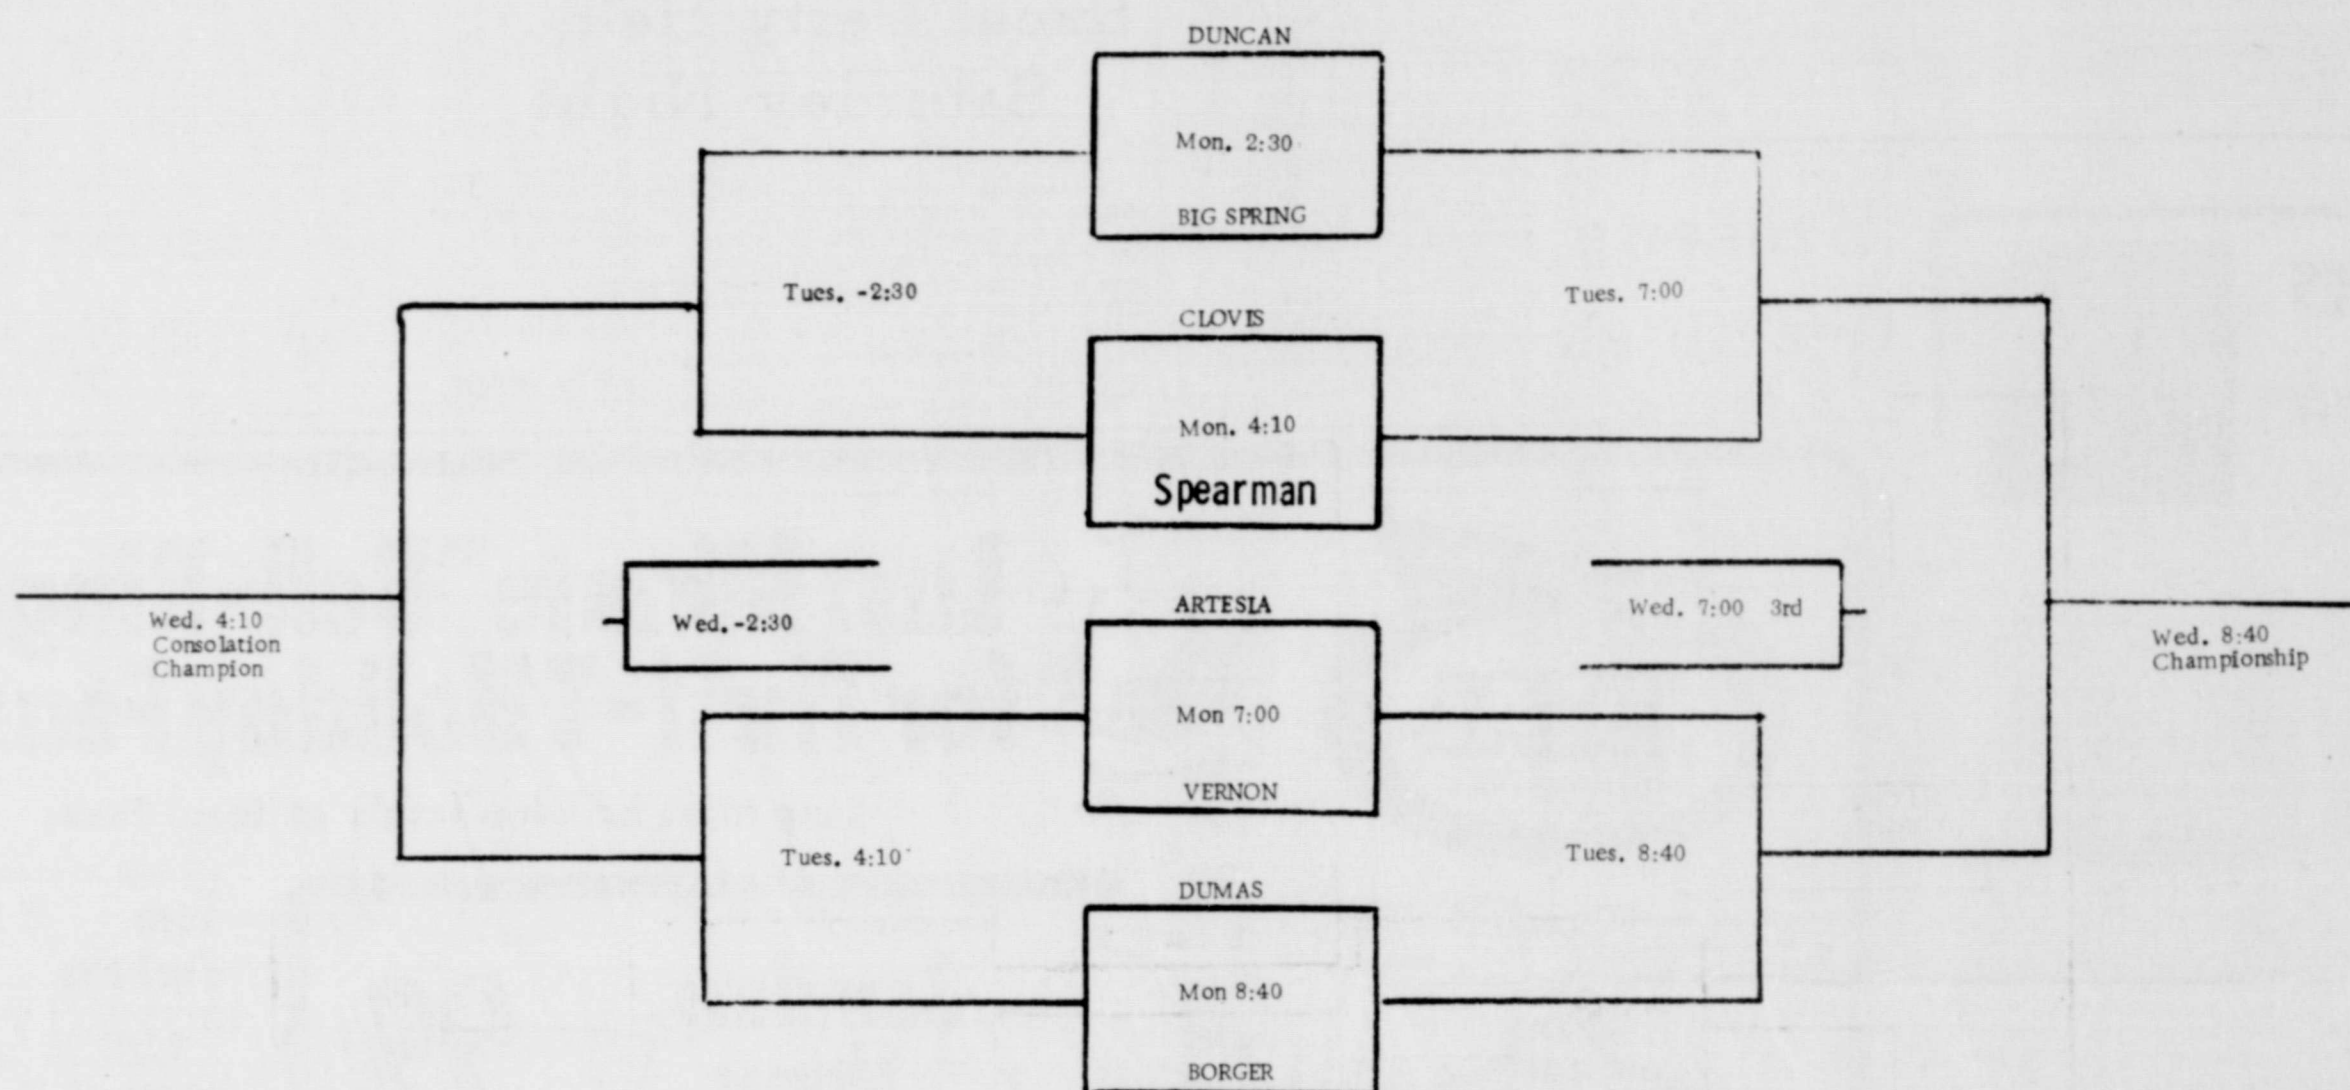 DUNCAN
Mon. 2:30
BIG SPRING
Tues. -2:30
Tues. 7:00
CLOVIS
Mon. 4:10
Spearman
Wed. 4:10
Consolation
Champion
Wed. -2:30
ARTESIA
Wed. 7:00 3rd
Wed. 8:40
Championship
Mon 7:00
VERNON
Tues. 4:10
Tues. 8:40
DUMAS
Mon 8:40
BORGER